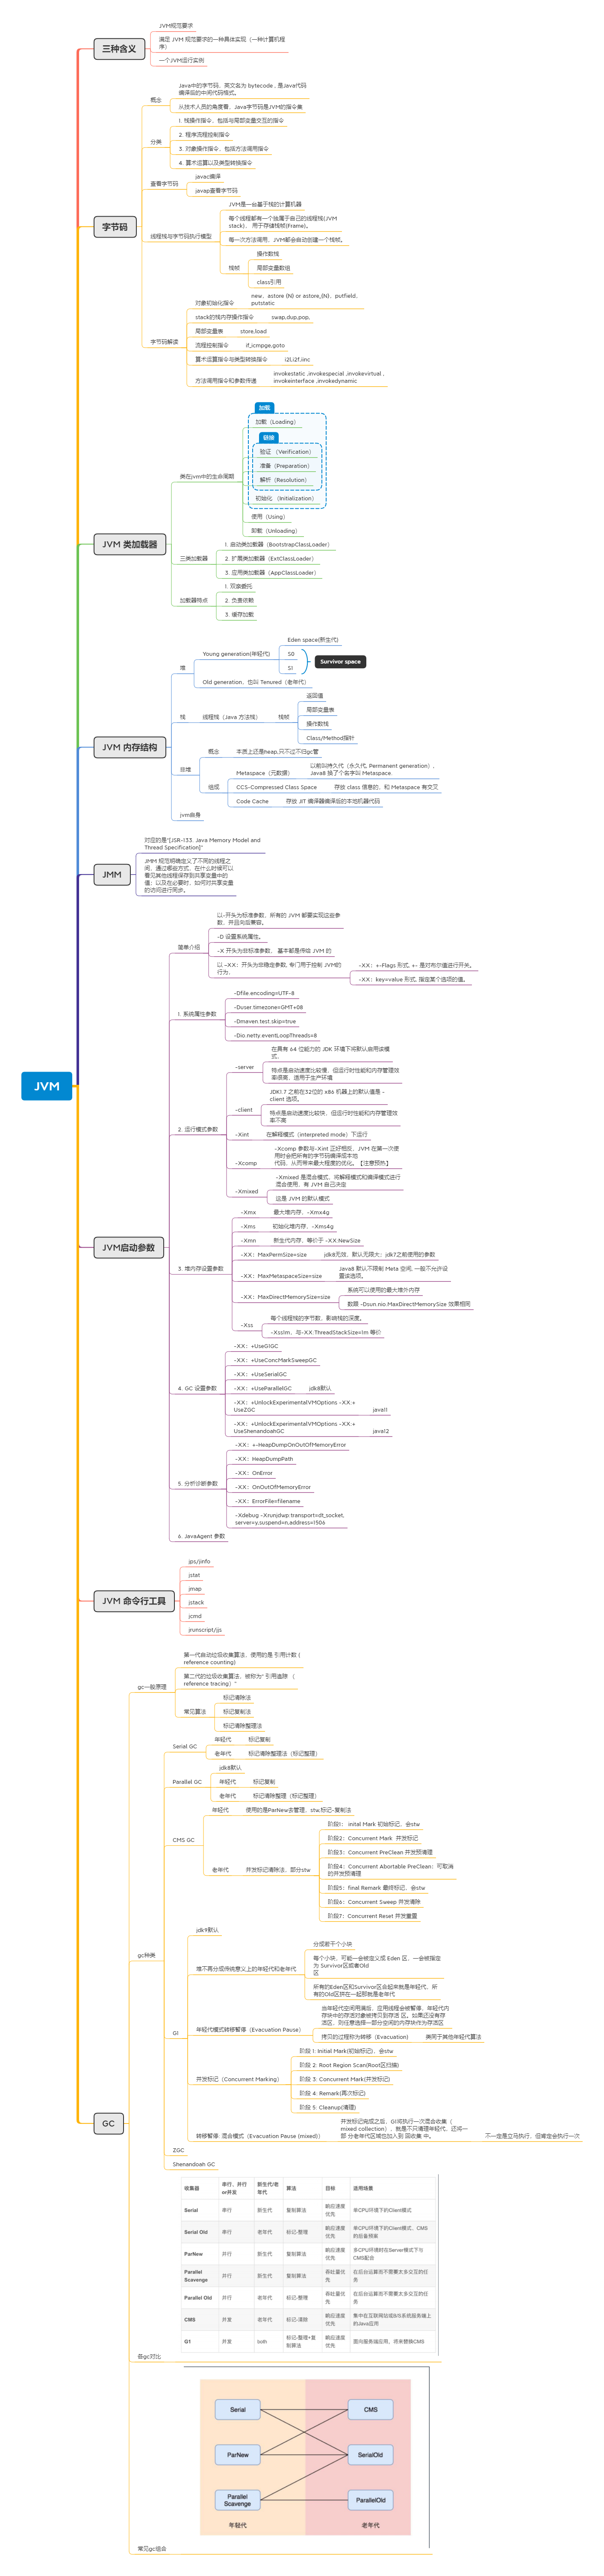 JVM
三种含义
JVM规范要求
满足 JVM 规范要求的一种具体实现（一种计算机程
序）
一个JVM运行实例
字节码
概念
Java中的字节码，英文名为 bytecode , 是Java代码
编译后的中间代码格式。
从技术人员的角度看，Java字节码是JVM的指令集
分类
1. 栈操作指令，包括与局部变量交互的指令
2. 程序流程控制指令
3. 对象操作指令，包括方法调用指令
4. 算术运算以及类型转换指令
查看字节码
javac编译
javap查看字节码
线程栈与字节码执行模型
JVM是一台基于栈的计算机器
每个线程都有一个独属于自己的线程栈(JVM
stack)， 用于存储栈帧(Frame)。
每一次方法调用，JVM都会自动创建一个栈帧。
栈帧
操作数栈
局部变量数组
class引用
字节码解读
对象初始化指令
new，astore {N} or astore_{N}，putfield，
putstatic
stack的栈内存操作指令
swap,dup,pop,
局部变量表
store,load
流程控制指令
if_icmpge,goto
算术运算指令与类型转换指令
i2l,i2f,iinc
方法调用指令和参数传递
invokestatic ,invokespecial ,invokevirtual ,
invokeinterface ,invokedynamic
JVM 类加载器
类在jvm中的生命周期
加载
加载（Loading）
链接
验证 （Verification）
准备（Preparation）
解析（Resolution）
初始化 （Initialization）
使用（Using）
卸载（Unloading）
三类加载器
1. 启动类加载器（BootstrapClassLoader）
2. 扩展类加载器（ExtClassLoader）
3. 应用类加载器（AppClassLoader）
加载器特点
1. 双亲委托
2. 负责依赖
3. 缓存加载
JVM 内存结构
堆
Young generation(年轻代)
Eden space(新生代)
S0
S1
Survivor space
Old generation，也叫 Tenured（老年代）
栈
线程栈（Java 方法栈）
栈帧
返回值
局部变量表
操作数栈
Class/Method指针
非堆
概念
本质上还是heap,只不过不归gc管
组成
Metaspace（元数据）
以前叫持久代（永久代, Permanent generation）,
Java8 换了个名字叫 Metaspace.
CCS-Compressed Class Space
存放 class 信息的，和 Metaspace 有交叉
Code Cache
存放 JIT 编译器编译后的本地机器代码
jvm自身
JMM
对应的是“[JSR-133. Java Memory Model and
Thread Specification]”
JMM 规范明确定义了不同的线程之
间，通过哪些方式，在什么时候可以
看见其他线程保存到共享变量中的
值；以及在必要时，如何对共享变量
的访问进行同步。
JVM启动参数
简单介绍
以-开头为标准参数，所有的 JVM 都要实现这些参
数，并且向后兼容。
-D 设置系统属性。
-X 开头为非标准参数， 基本都是传给 JVM 的
以 –XX：开头为非稳定参数, 专门用于控制 JVM的
行为，
-XX：+-Flags 形式, +- 是对布尔值进行开关。
-XX：key=value 形式, 指定某个选项的值。
1. 系统属性参数
-Dfile.encoding=UTF-8
-Duser.timezone=GMT+08
-Dmaven.test.skip=true
-Dio.netty.eventLoopThreads=8
2. 运行模式参数
-server
在具有 64 位能力的 JDK 环境下将默认启用该模
式，
特点是启动速度比较慢，但运行时性能和内存管理效
率很高，适用于生产环境
-client
JDK1.7 之前在32位的 x86 机器上的默认值是 -
client 选项。
特点是启动速度比较快，但运行时性能和内存管理效
率不高
-Xint
在解释模式（interpreted mode）下运行
-Xcomp
-Xcomp 参数与-Xint 正好相反，JVM 在第一次使
用时会把所有的字节码编译成本地
代码，从而带来最大程度的优化。【注意预热】
-Xmixed
-Xmixed 是混合模式，将解释模式和编译模式进行
混合使用，有 JVM 自己决定
这是 JVM 的默认模式
3. 堆内存设置参数
-Xmx
最大堆内存，-Xmx4g
-Xms
初始化堆内存，-Xms4g
-Xmn
新生代内存，等价于 -XX:NewSize
-XX：MaxPermSize=size
jdk8无效，默认无限大；jdk7之前使用的参数
-XX：MaxMetaspaceSize=size
Java8 默认不限制 Meta 空间, 一般不允许设
置该选项。
-XX：MaxDirectMemorySize=size
系统可以使用的最大堆外内存
数跟 -Dsun.nio.MaxDirectMemorySize 效果相同
-Xss
每个线程栈的字节数，影响栈的深度。
-Xss1m，与-XX:ThreadStackSize=1m 等价
4. GC 设置参数
-XX：+UseG1GC
-XX：+UseConcMarkSweepGC
-XX：+UseSerialGC
-XX：+UseParallelGC
jdk8默认
-XX：+UnlockExperimentalVMOptions -XX:+
UseZGC
java11
-XX：+UnlockExperimentalVMOptions -XX:+
UseShenandoahGC
java12
5. 分析诊断参数
-XX：+-HeapDumpOnOutOfMemoryError
-XX：HeapDumpPath
-XX：OnError
-XX：OnOutOfMemoryError
-XX：ErrorFile=filename
-Xdebug -Xrunjdwp:transport=dt_socket,
server=y,suspend=n,address=1506
6. JavaAgent 参数
JVM 命令行工具
jps/jinfo
jstat
jmap
jstack
jcmd
jrunscript/jjs
GC
gc一般原理
第一代自动垃圾收集算法，使用的是 引用计数 (
reference counting)
第二代的垃圾收集算法，被称为“ 引用追踪 （
reference tracing）”
常见算法
标记清除法
标记复制法
标记清除整理法
gc种类
Serial GC
年轻代
标记复制
老年代
标记清除整理法（标记整理）
Parallel GC
jdk8默认
年轻代
标记复制
老年代
标记清除整理（标记整理）
CMS GC
年轻代
使用的是ParNew去管理，stw,标记-复制法
老年代
并发标记清除法，部分stw
阶段1： inital Mark 初始标记，会stw
阶段2：Concurrent Mark 并发标记
阶段3：Concurrent PreClean 并发预清理
阶段4：Concurrent Abortable PreClean：可取消
的并发预清理
阶段5：final Remark 最终标记，会stw
阶段6：Concurrent Sweep 并发清除
阶段7：Concurrent Reset 并发重置
G1
jdk9默认
堆不再分成传统意义上的年轻代和老年代
分成若干个小块
每个小块，可能一会被定义成 Eden 区，一会被指定
为 Survivor区或者Old
区
所有的Eden区和Survivor区合起来就是年轻代，所
有的Old区拼在一起那就是老年代
年轻代模式转移暂停（Evacuation Pause）
当年轻代空间用满后，应用线程会被暂停，年轻代内
存块中的存活对象被拷贝到存活 区。如果还没有存
活区，则任意选择一部分空闲的内存块作为存活区
拷贝的过程称为转移（Evacuation)
类同于其他年轻代算法
并发标记（Concurrent Marking）
阶段 1: Initial Mark(初始标记)，会stw
阶段 2: Root Region Scan(Root区扫描)
阶段 3: Concurrent Mark(并发标记)
阶段 4: Remark(再次标记)
阶段 5: Cleanup(清理)
转移暂停: 混合模式（Evacuation Pause (mixed)）
并发标记完成之后，G1将执行一次混合收集（
mixed collection），就是不只清理年轻代，还将一
部 分老年代区域也加入到 回收集 中。
不一定是立马执行，但肯定会执行一次
ZGC
Shenandoah GC
各gc对比
收集器 串行、并行or并发 新生代/老年代 算法 目标 适用场景
Serial 串行 新生代 复制算法 响应速度优先 单CPU环境下的Client模式
Serial Old 串行 老年代 标记-整理 响应速度优先 单CPU环境下的Client模式、CMS的后备预案
ParNew 并行 新生代 复制算法 响应速度优先 多CPU环境时在Server模式下与CMS配合
Parallel Scavenge 并行 新生代 复制算法 吞吐量优先 在后台运算而不需要太多交互的任务
Parallel Old 并行 老年代 标记-整理 吞吐量优先 在后台运算而不需要太多交互的任务
CMS 并发 老年代 标记-清除 响应速度优先 集中在互联网站或B/S系统服务端上的Java应用
G1 并发 both 标记-整理+复制算法 响应速度优先 面向服务端应用，将来替换CMS
常见gc组合
Serial
CMS
ParNew
SerialOld
Parallel
Scavenge
ParallelOld
年轻代
老年代